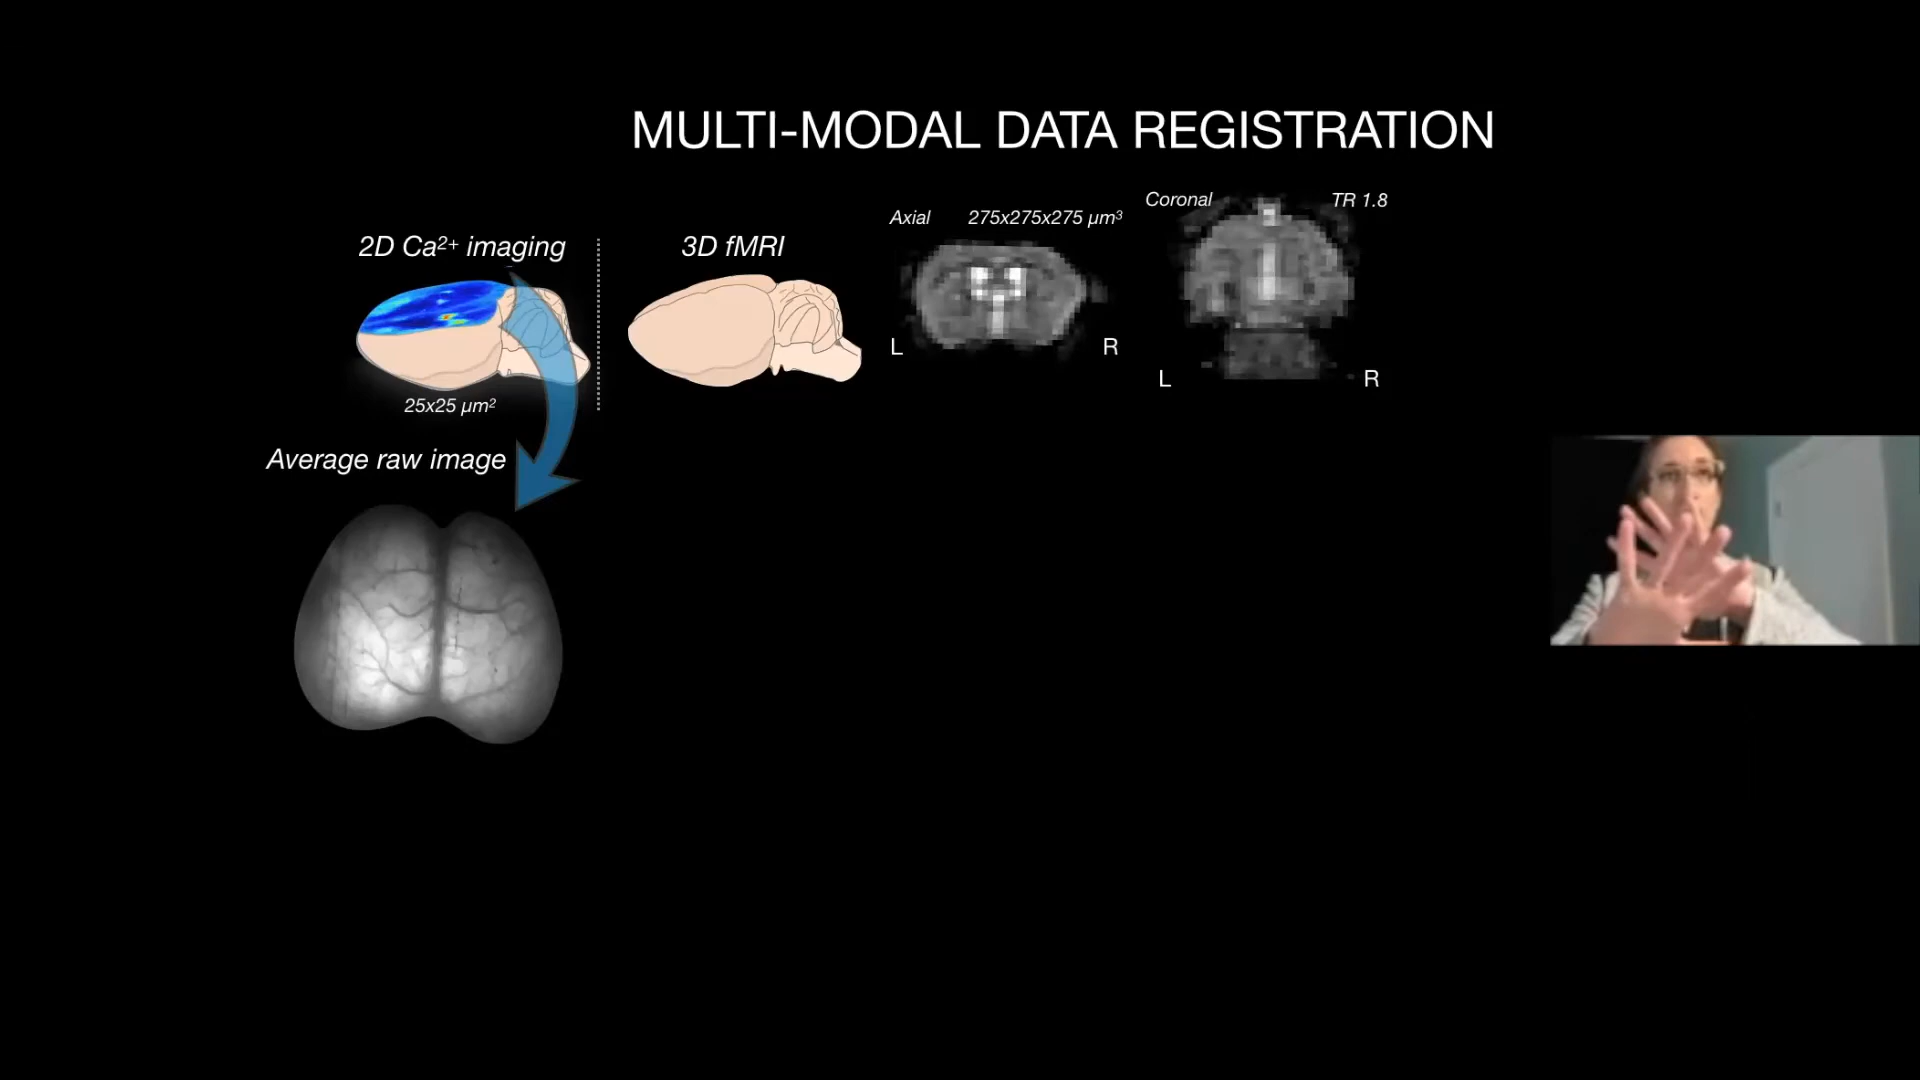 MULTI-MODAL DATA REGISTRATION
2D Ca²⁺ imaging
25x25 µm²
Average raw image
3D fMRI
Axial
275x275x275 µm³
L
R
Coronal
TR 1.8
L
R